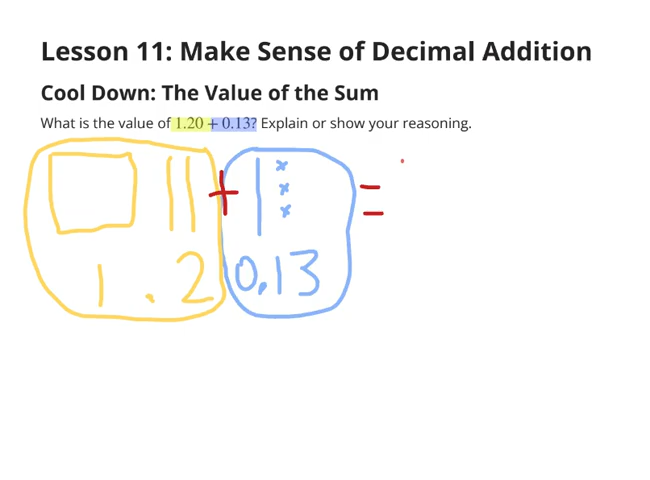 Lesson 11: Make Sense of Decimal Addition
Cool Down: The Value of the Sum
What is the value of 1.20 + 0.13? Explain or show your reasoning.
+ =
1.2 0.13